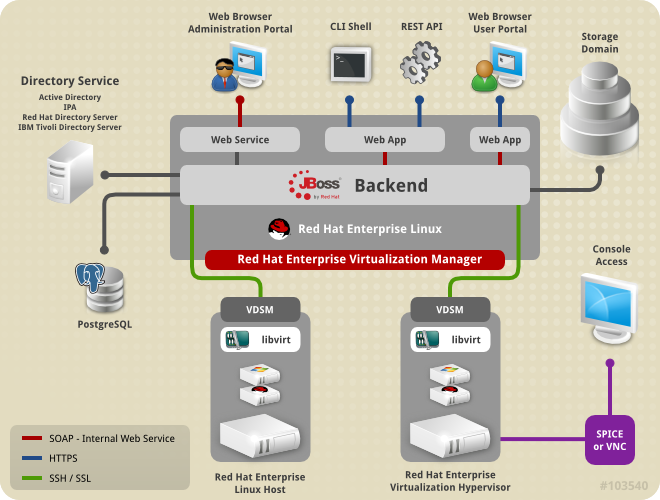 Web Browser
Administration Portal
CLI Shell
REST API
Web Browser
User Portal
Storage
Domain
Directory Service
Active Directory
IPA
Red Hat Directory Server
IBM Tivoli Directory Server
Web Service
Web App
Web App
JBoss
by Red Hat
Backend
Red Hat Enterprise Linux
Red Hat Enterprise Virtualization Manager
Console
Access
PostgreSQL
VDSM
libvirt
VDSM
libvirt
SPICE
or VNC
SOAP - Internal Web Service
HTTPS
SSH / SSL
Red Hat Enterprise
Linux Host
Red Hat Enterprise
Virtualization Hypervisor
#103540